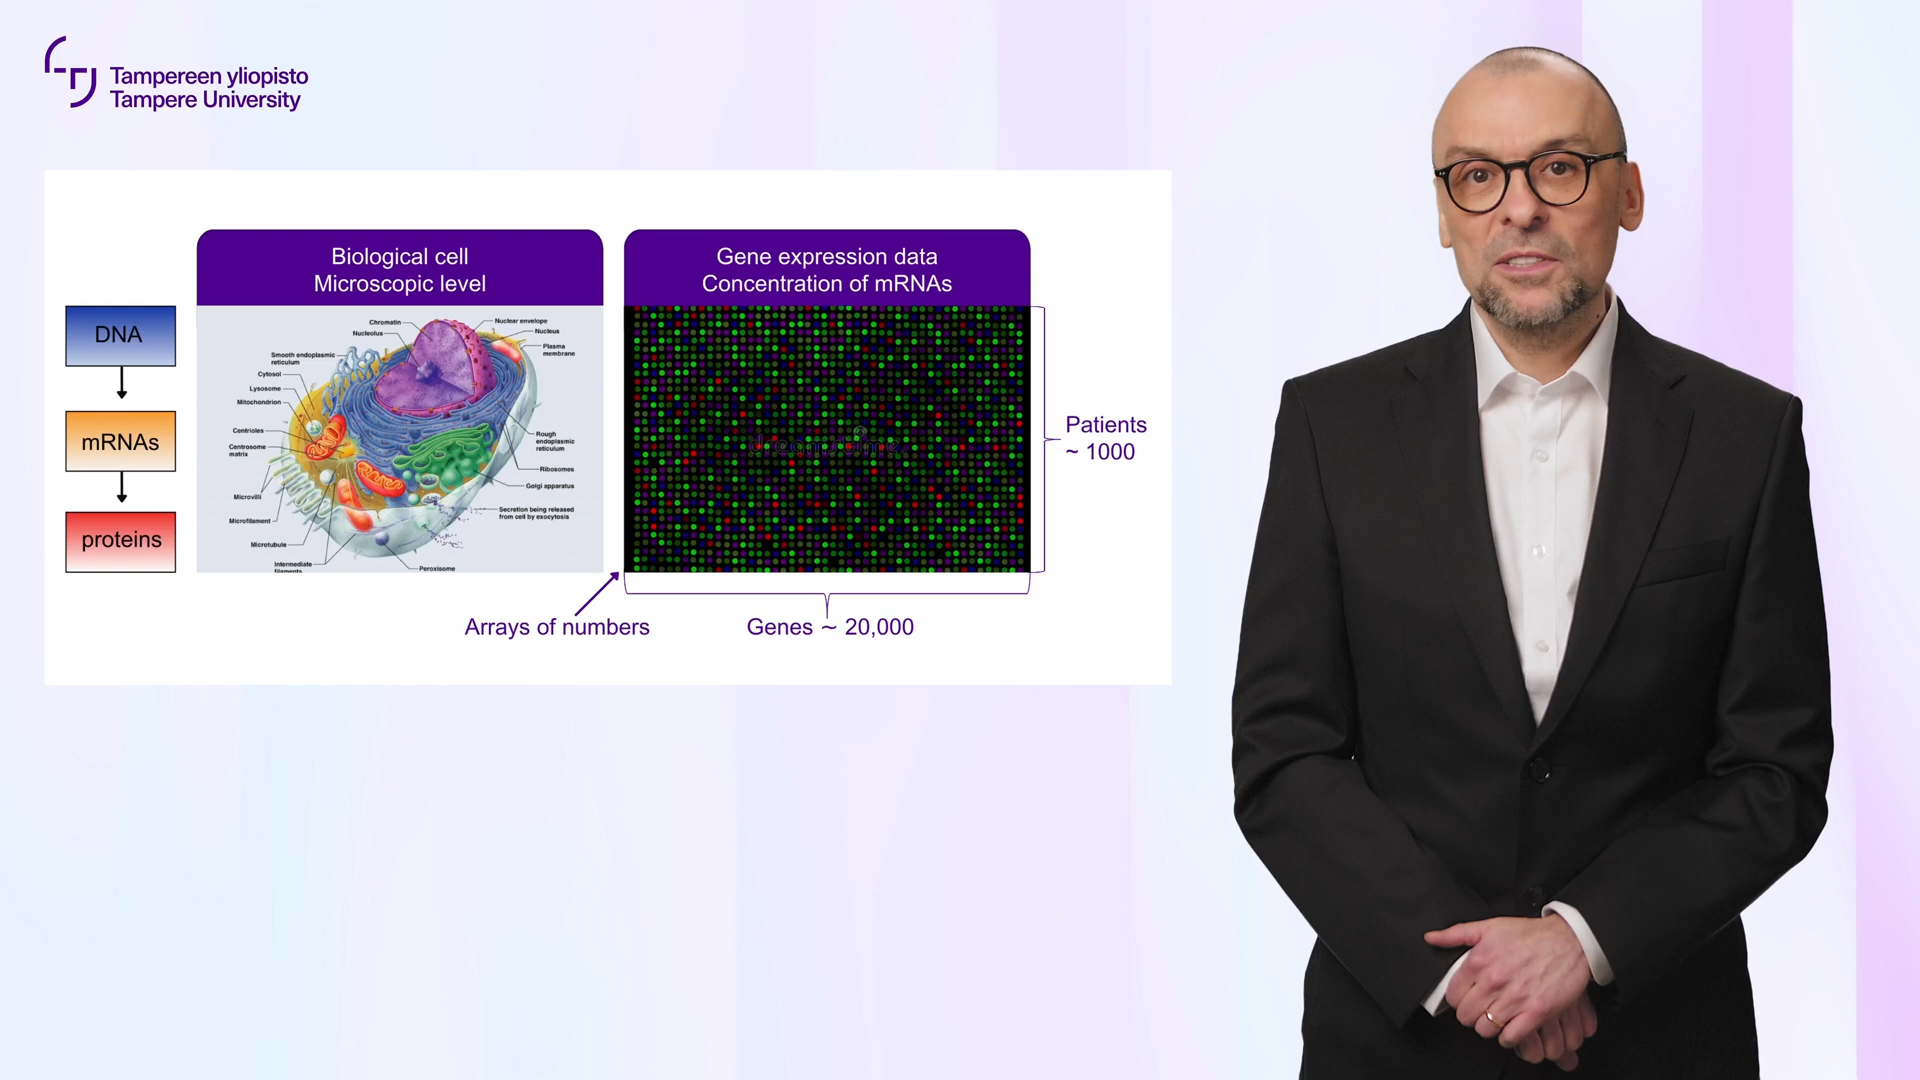 Tampereen yliopisto
Tampere University
Biological cell
Microscopic level
Gene expression data
Concentration of mRNAs
DNA
mRNAs
proteins
Chromatin
Nucleolus
Smooth endoplasmic
reticulum
Cytosol
Lysosome
Mitochondrion
Centrioles
Centrosome
matrix
Microvilli
Microfilament
Microtubule
Intermediate
filaments
Nuclear envelope
Nucleus
Plasma
membrane
Rough
endoplasmic
reticulum
Ribosomes
Golgi apparatus
Secretion being released
from cell by exocytosis
Peroxisome
dreamstime
Patients
~ 1000
Arrays of numbers
Genes ~ 20,000